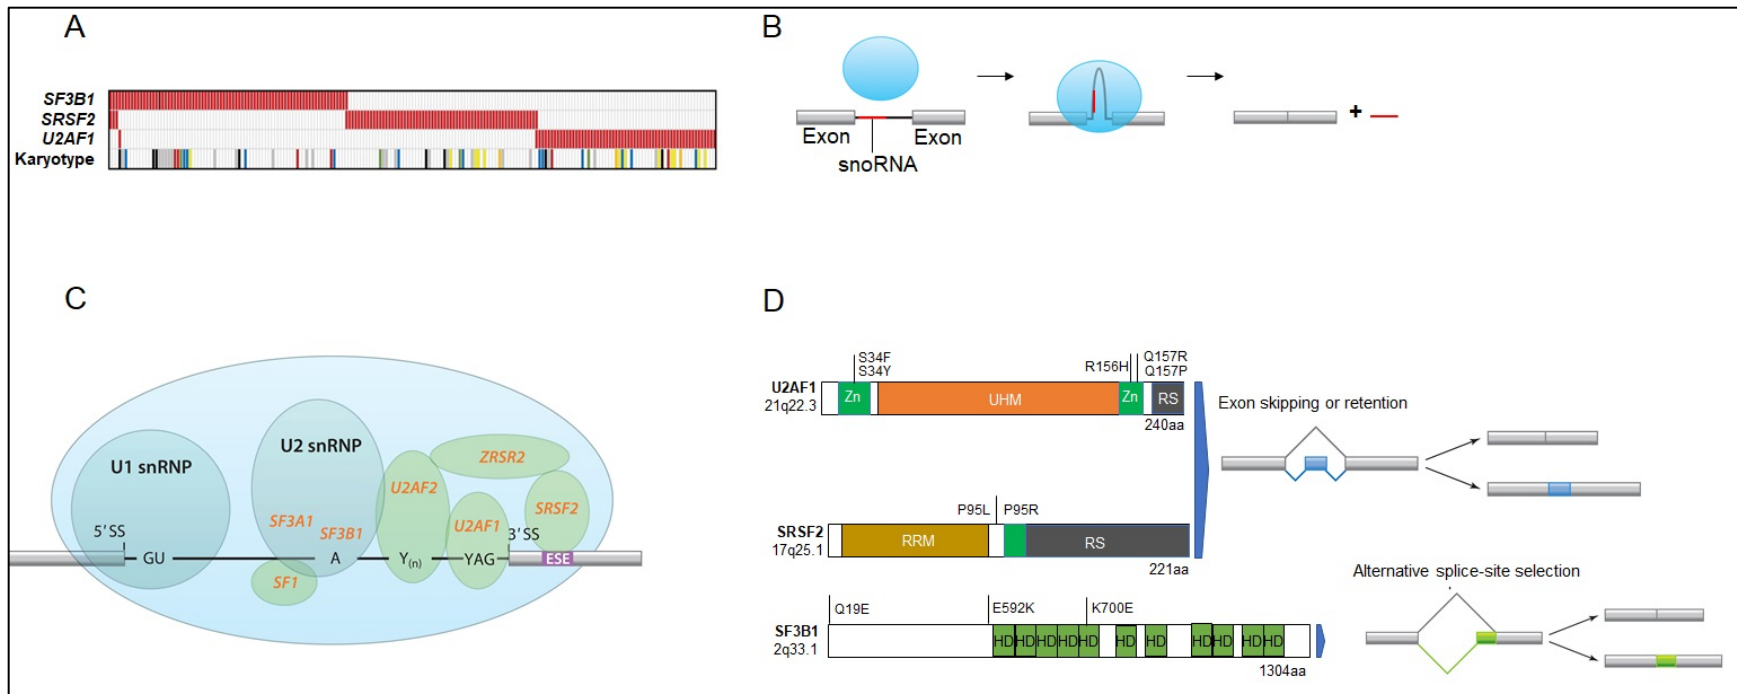 A
SF3B1
SRSF2
U2AF1
Karyotype
B
Exon
Exon
snoRNA
+
C
U1 snRNP
U2 snRNP
ZRSR2
U2AF2
SRSF2
SF3A1
SF3B1
U2AF1
5'SS
3'SS
GU
A
Y(n)
YAG
ESE
SF1
D
S34F
S34Y
R156H
Q157R
Q157P
U2AF1
21q22.3
Zn
UHM
Zn
RS
240aa
Exon skipping or retention
P95L
P95R
SRSF2
17q25.1
RRM
RS
221aa
Alternative splice-site selection
Q19E
E592K
K700E
SF3B1
2q33.1
HD HD HD HD HD HD HD HD HD HD HD
1304aa